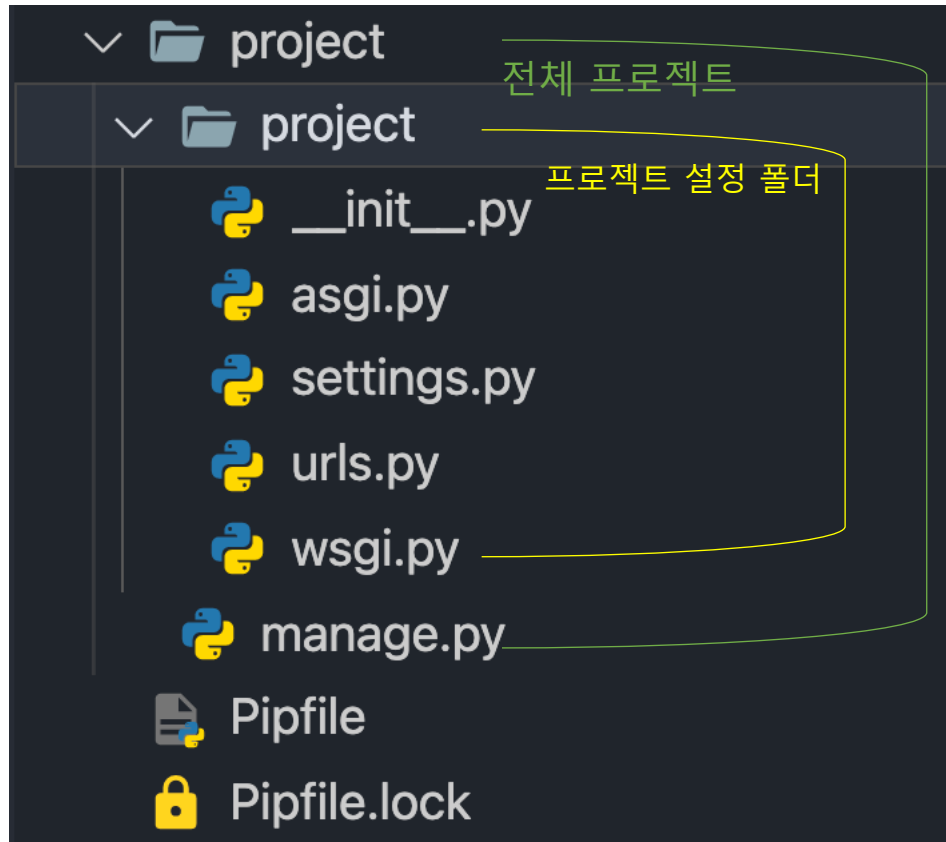 project
전체 프로젝트
project
프로젝트 설정 폴더
__init__.py
asgi.py
settings.py
urls.py
wsgi.py
manage.py
Pipfile
Pipfile.lock